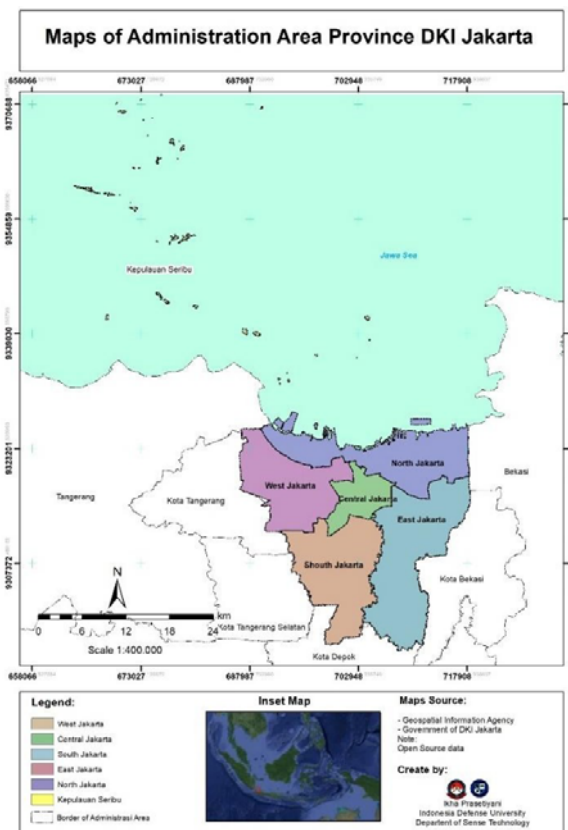 Maps of Administration Area Province DKI Jakarta
658066 673027 687987 702948 717908
9370688
9354859
9339030
9323201
9307372
Kepulauan Seribu
Jawa Sea
Tangerang
Kota Tangerang
West Jakarta
North Jakarta
Central Jakarta
East Jakarta
Shouth Jakarta
Bekasi
Kota Bekasi
Kota Tangerang Selatan
Kota Depok
N
km
0 3 6 12 18 24
Scale 1:400.000
658066 673027 687987 702948 717908
Legend:
West Jakarta
Central Jakarta
South Jakarta
East Jakarta
North Jakarta
Kepulauan Seribu
Border of Administrasi Area
Inset Map
Maps Source:
- Geospatial Information Agency
- Government of DKI Jakarta
Note:
Open Source data
Create by:
Ikha Prasetiyani
Indonesia Defense University
Departent of Sense Technology